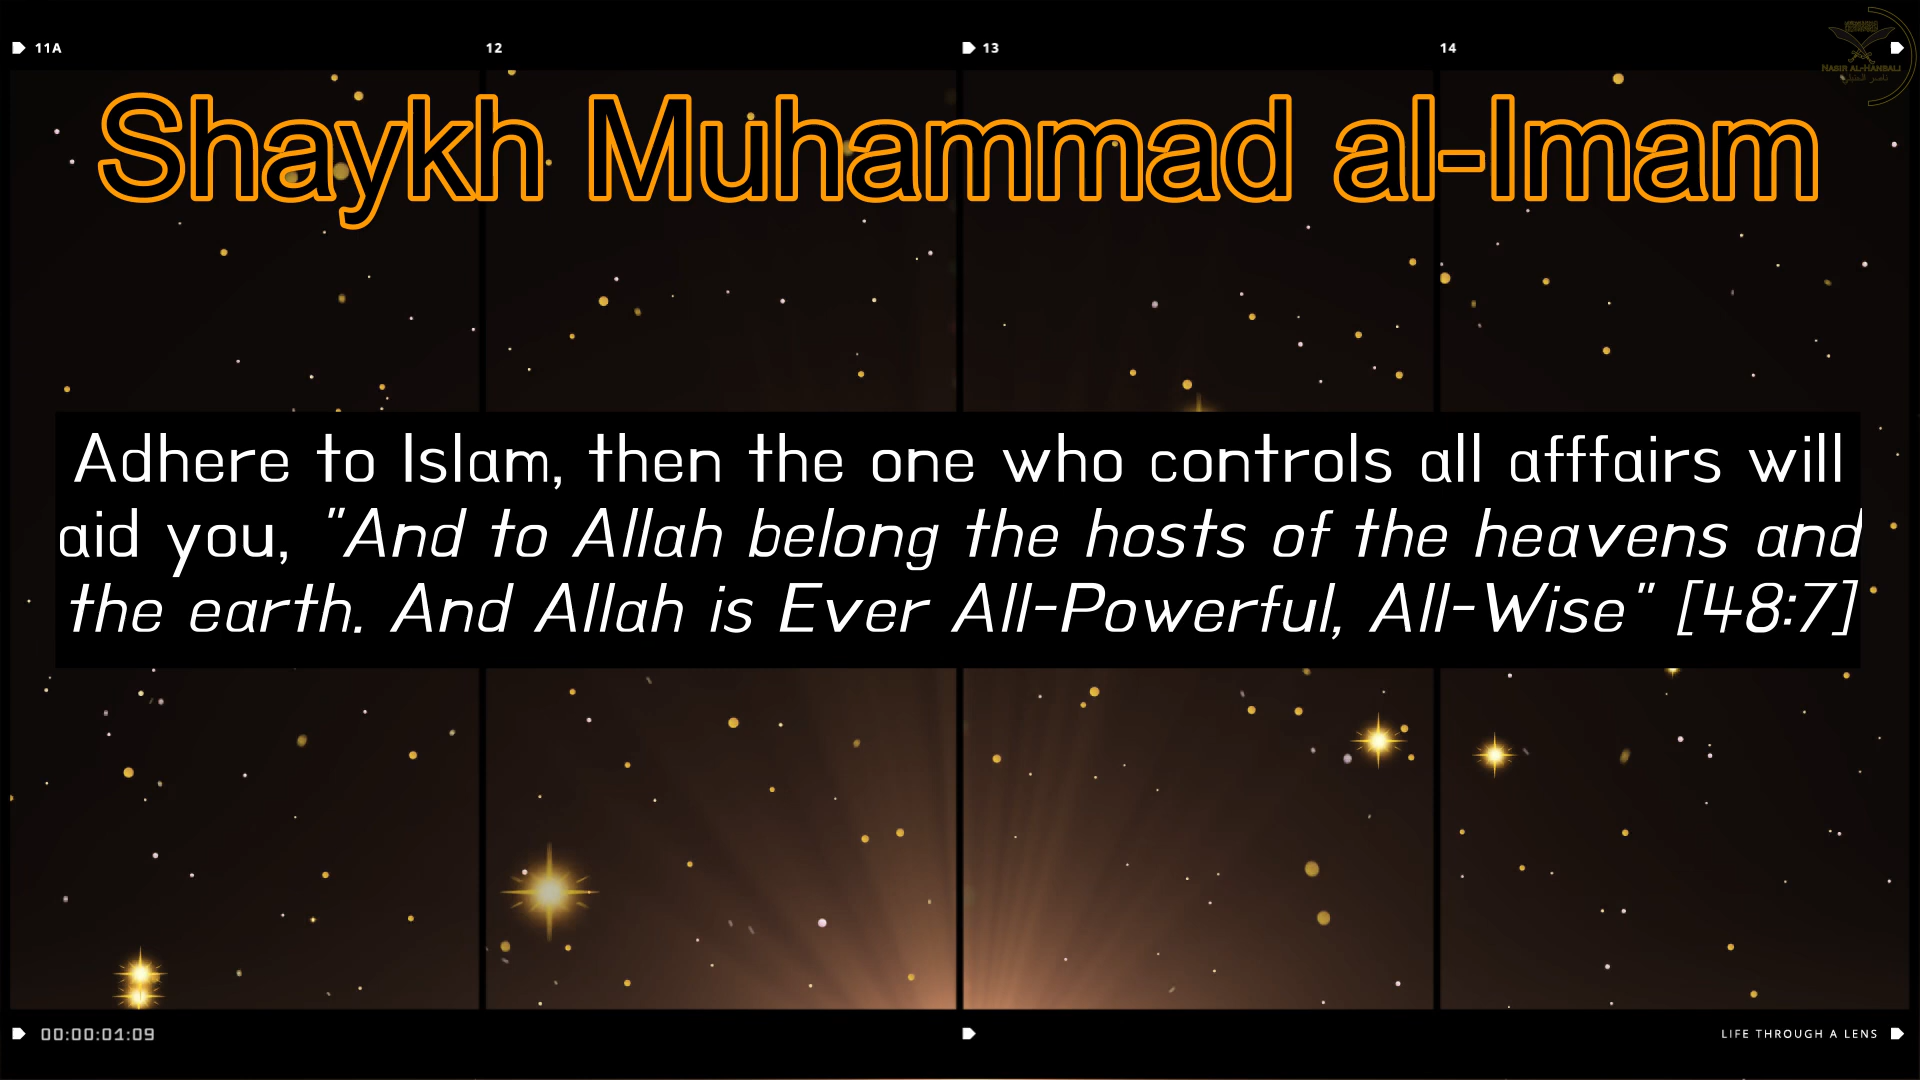 11A 12 13 14
NASIR AL-HANBALI
ناصر الحنبلي
Shaykh Muhammad al-Imam
Adhere to Islam, then the one who controls all afffairs will
aid you, "And to Allah belong the hosts of the heavens and
the earth. And Allah is Ever All-Powerful, All-Wise" [48:7]
00:00:01:09
LIFE THROUGH A LENS